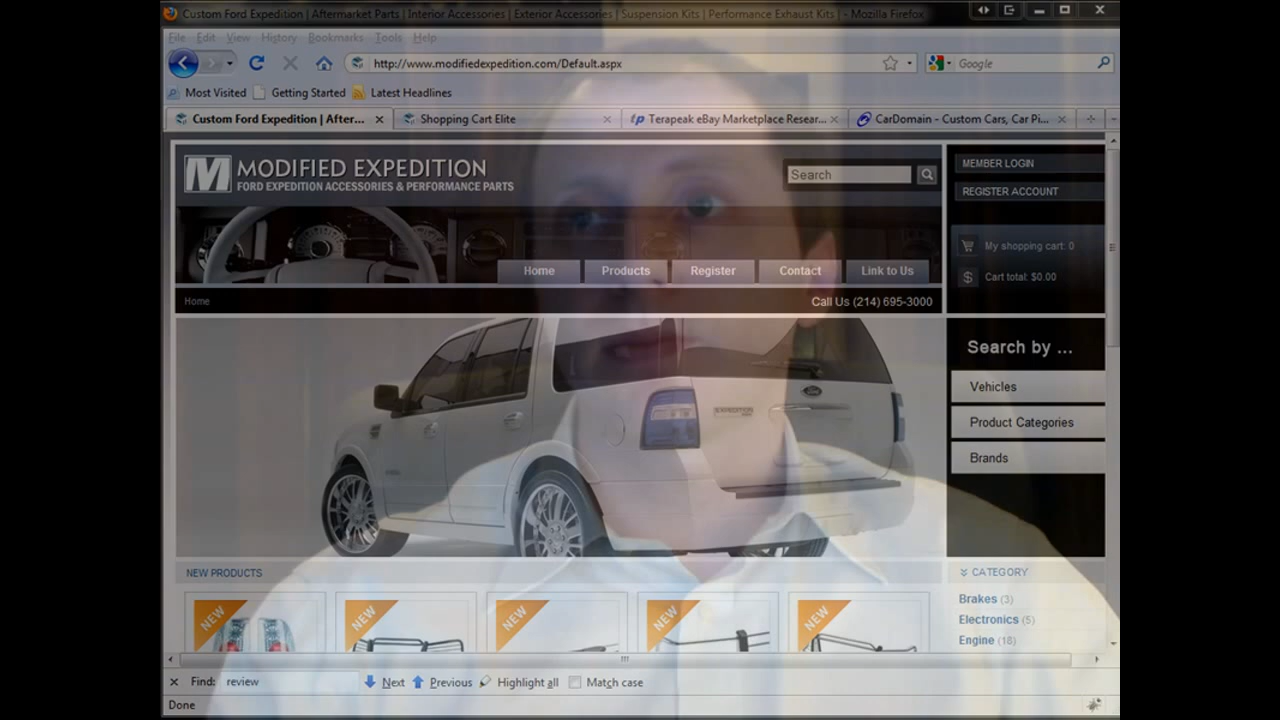 Custom Ford Expedition | Aftermarket Parts | Interior Accessories | Exterior Accessories | Suspension Kits | Performance Exhaust Kits | - Mozilla Firefox
File Edit View History Bookmarks Tools Help
http://www.modifiedexpedition.com/Default.aspx
Google
Most Visited Getting Started Latest Headlines
Custom Ford Expedition | After...
Shopping Cart Elite
Terapeak eBay Marketplace Resear...
CarDomain - Custom Cars, Car Pi...
M MODIFIED EXPEDITION
FORD EXPEDITION ACCESSORIES & PERFORMANCE PARTS
Search
MEMBER LOGIN
REGISTER ACCOUNT
My shopping cart: 0
$ Cart total: $0.00
Home Products Register Contact Link to Us
Home
Call Us (214) 695-3000
Search by ...
Vehicles
Product Categories
Brands
Ford
EXPEDITION
NEW PRODUCTS
CATEGORY
Brakes (3)
Electronics (5)
Engine (18)
NEW NEW NEW NEW NEW
Find: review Next Previous Highlight all Match case
Done